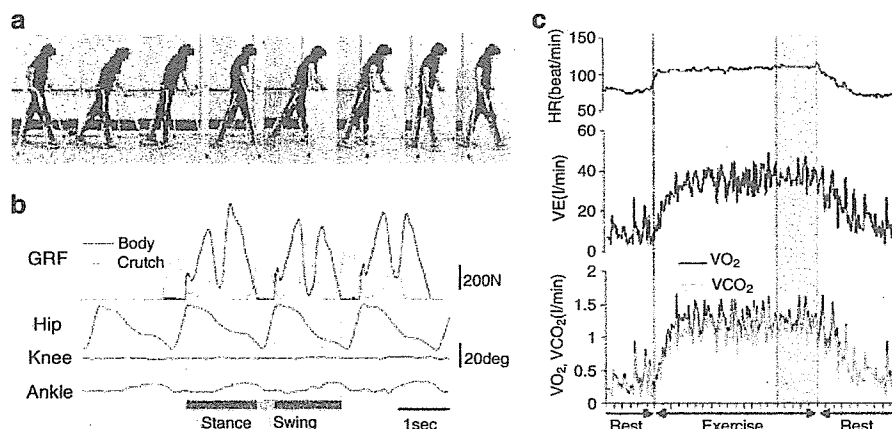 a
b
GRF
Body
Crutch
200N
Hip
Knee
20deg
Ankle
Stance
Swing
1sec
c
HR(beat/min)
150
100
50
VE(l/min)
60
40
20
0
VO₂
VCO₂
VO₂, VCO₂(l/min)
2
1.5
1
0.5
0
Rest
Exercise
Rest